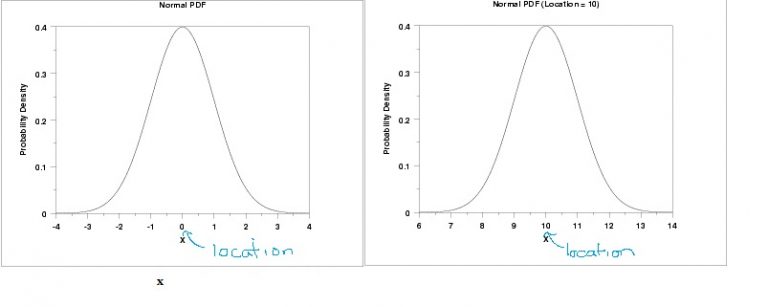 Normal PDF
Probability Density
0.4
0.3
0.2
0.1
0
-4 -3 -2 -1 0 1 2 3 4
X
location
Normal PDF (Location = 10)
Probability Density
0.4
0.3
0.2
0.1
0
6 7 8 9 10 11 12 13 14
X
location
x